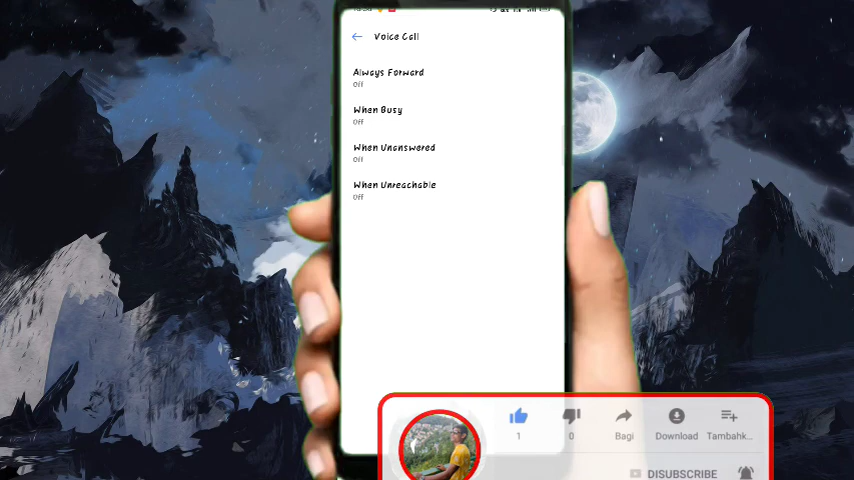 Voice Call
Always Forward
Off
When Busy
Off
When Unanswered
Off
When Unreachable
Off
1
0
Bagi
Download
Tambahk...
DISUBSCRIBE